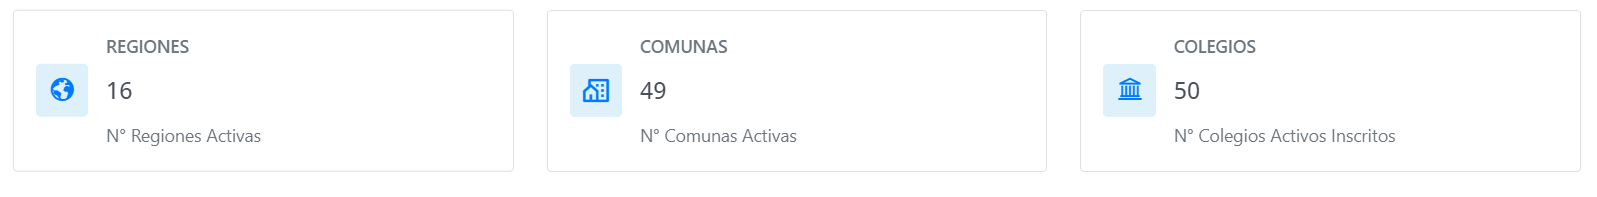 REGIONES
16
N° Regiones Activas
COMUNAS
49
N° Comunas Activas
COLEGIOS
50
N° Colegios Activos Inscritos